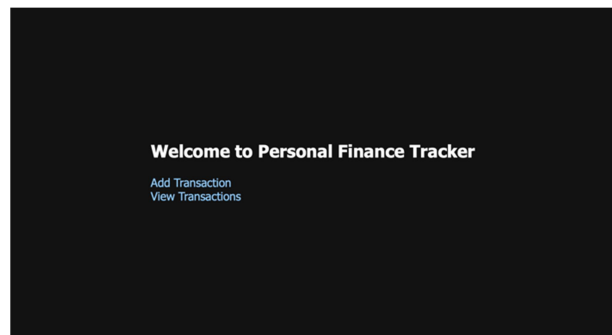 Welcome to Personal Finance Tracker
Add Transaction
View Transactions